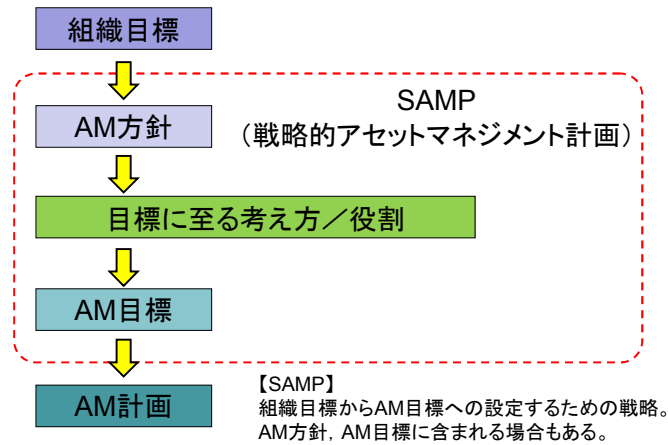 組織目標
SAMP
(戦略的アセットマネジメント計画)
AM方針
目標に至る考え方／役割
AM目標
AM計画
【SAMP】
組織目標からAM目標への設定するための戦略。
AM方針，AM目標に含まれる場合もある。